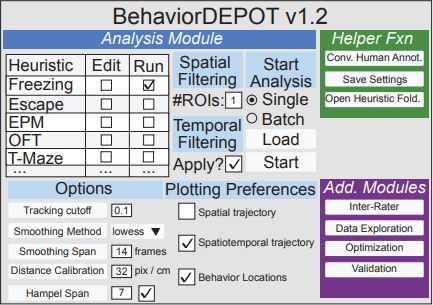 BehaviorDEPOT v1.2
Analysis Module
Heuristic Edit Run
Freezing
Escape
EPM
OFT
T-Maze
... ... ...
Spatial
Filtering
#ROIs: 1
Temporal
Filtering
Apply?
Start
Analysis
Single
Batch
Load
Start
Helper Fxn
Conv. Human Annot.
Save Settings
Open Heuristic Fold.
Options
Tracking cutoff 0.1
Smoothing Method lowess
Smoothing Span 14 frames
Distance Calibration 32 pix / cm
Hampel Span 7
Plotting Preferences
Spatial trajectory
Spatiotemporal trajectory
Behavior Locations
Add. Modules
Inter-Rater
Data Exploration
Optimization
Validation